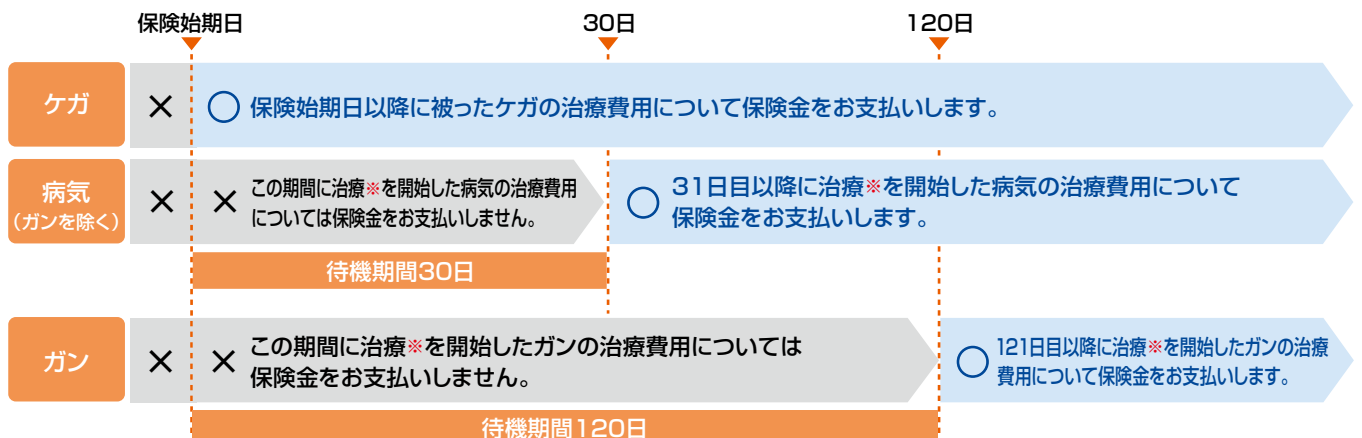 保険始期日
30日
120日
ケガ
×
○ 保険始期日以降に被ったケガの治療費用について保険金をお支払いします。
病気
(ガンを除く)
×
× この期間に治療※を開始した病気の治療費用
については保険金をお支払いしません。
○ 31日目以降に治療※を開始した病気の治療費用について
保険金をお支払いします。
待機期間30日
ガン
×
× この期間に治療※を開始したガンの治療費用については
保険金をお支払いしません。
○ 121日目以降に治療※を開始したガンの治療
費用について保険金をお支払いします。
待機期間120日